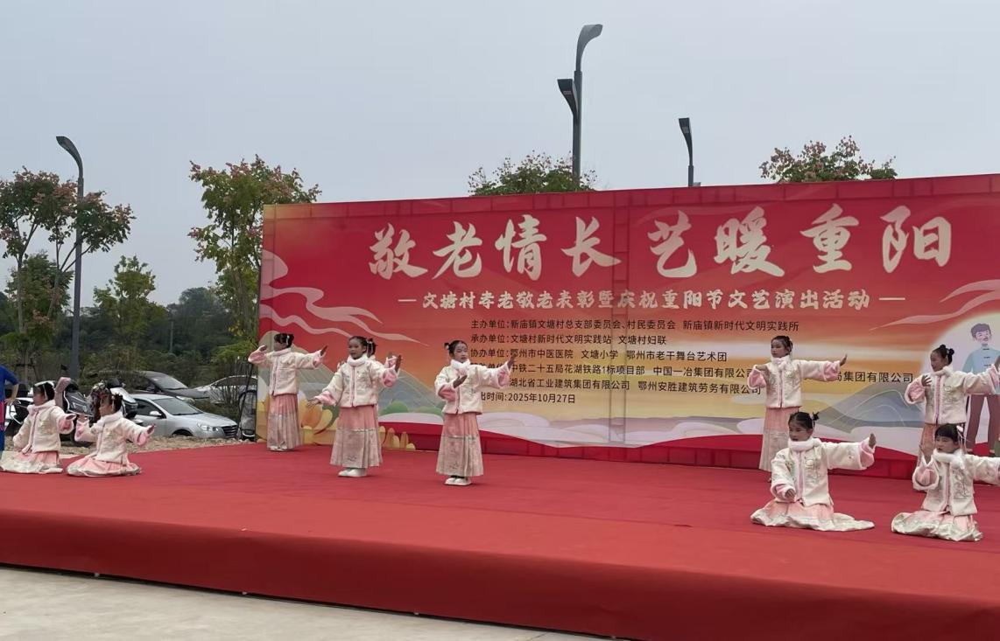 敬老情长 艺暖重阳
—文塘村孝老敬老表彰暨庆祝重阳节文艺演出活动—
主办单位:新庙镇文塘村总支部委员会、村民委员会 新庙镇新时代文明实践所
承办单位:文塘村新时代文明实践站 文塘村妇联
协办单位:鄂州市中医医院 文塘小学 鄂州市老干舞台艺术团
单位:中铁二十五局花湖铁路1标项目部 中国一冶集团有限公 集团有限公司
湖北省工业建筑集团有限公司 鄂州安胜建筑劳务有限公司
出时间:2025年10月27日